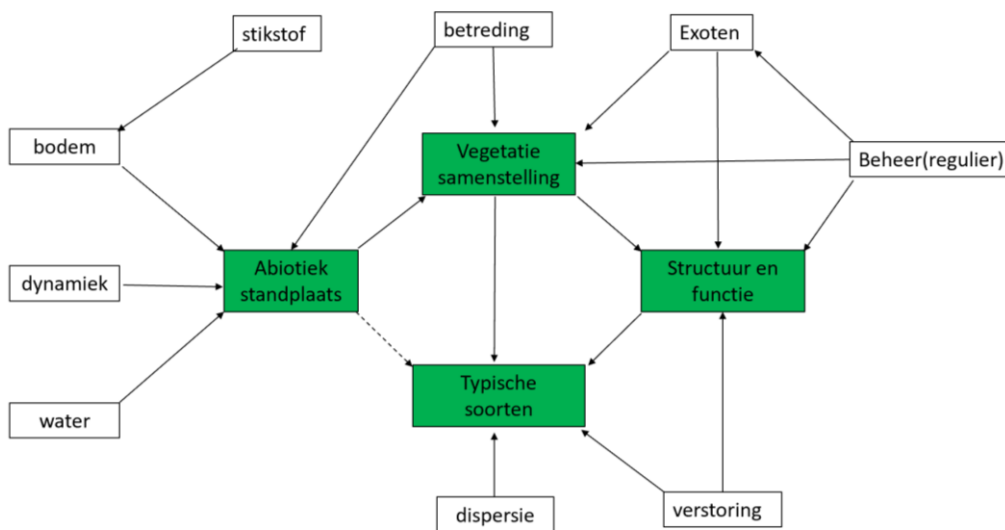 stikstof
betreding
Exoten
bodem
Vegetatie
samenstelling
Beheer(regulier)
dynamiek
Abiotiek
standplaats
Structuur en
functie
water
Typische
soorten
dispersie
verstoring